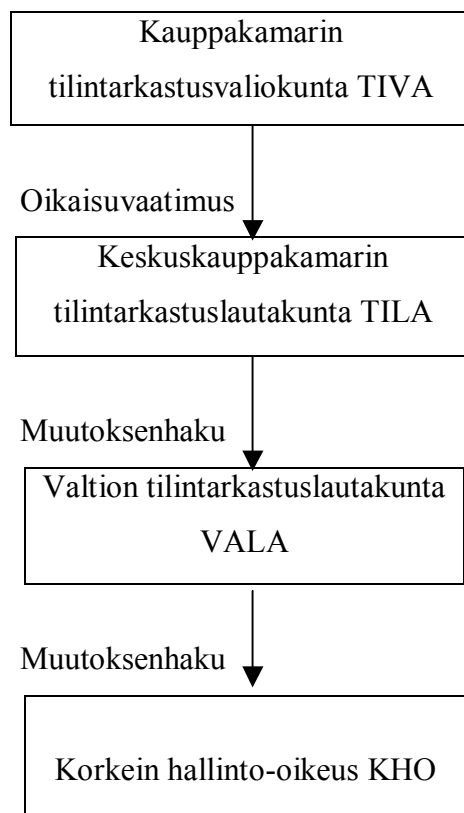 Kauppakamarin
tilintarkastusvaliokunta TIVA
Oikaisuvaatimus
Keskuskauppakamarin
tilintarkastuslautakunta TILA
Muutoksenhaku
Valtion tilintarkastuslautakunta
VALA
Muutoksenhaku
Korkein hallinto-oikeus KHO